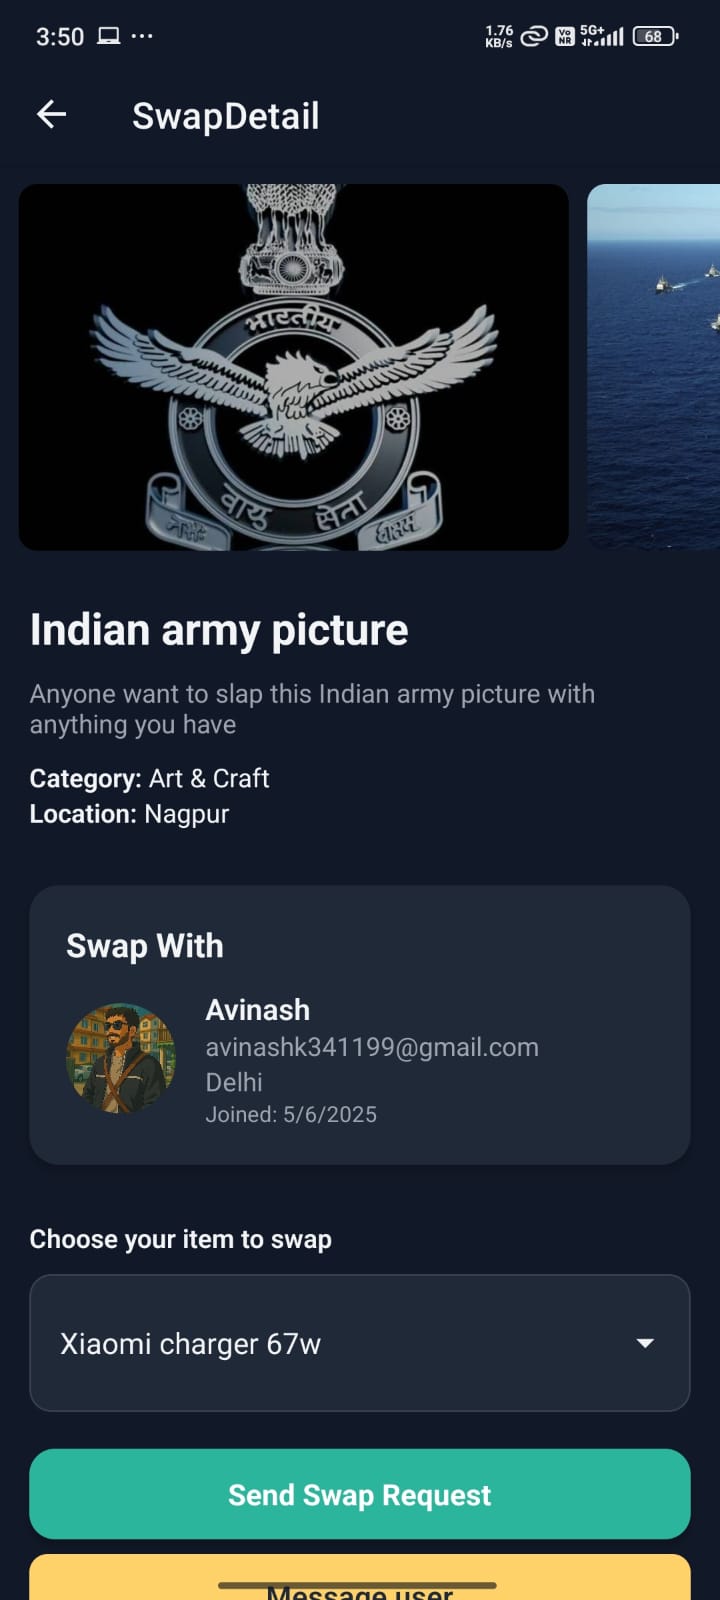 3:50 ...
1.76
KB/s
Vo
NR
5G+
68
SwapDetail
भारतीय
वायु सेना
Indian army picture
Anyone want to slap this Indian army picture with
anything you have
Category: Art & Craft
Location: Nagpur
Swap With
Avinash
avinashk341199@gmail.com
Delhi
Joined: 5/6/2025
Choose your item to swap
Xiaomi charger 67w
Send Swap Request
Message user